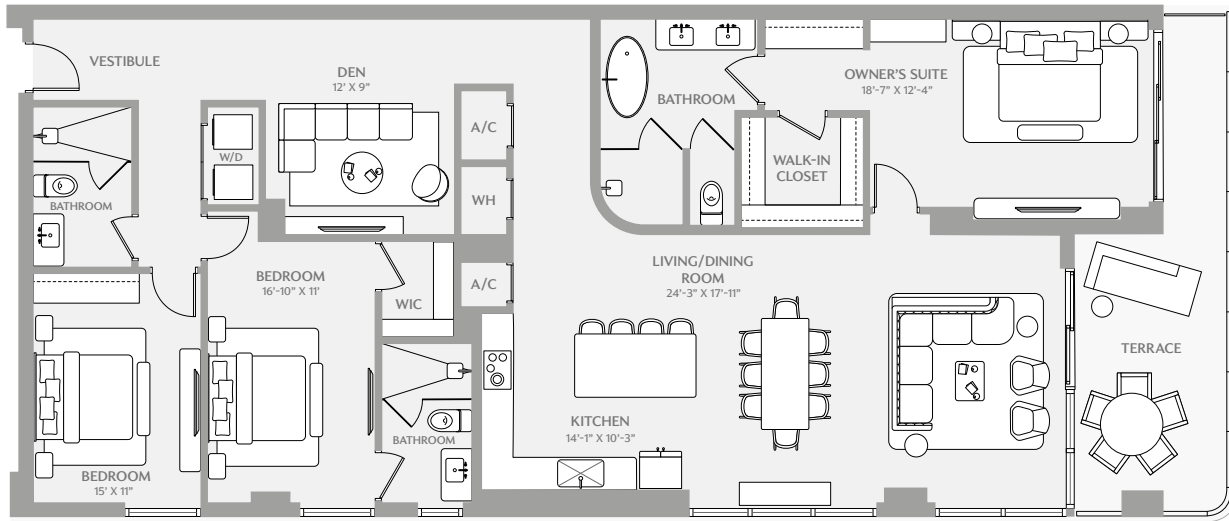 VESTIBULE
DEN
12' X 9"
A/C
WH
A/C
W/D
BATHROOM
BATHROOM
OWNER'S SUITE
18'-7" X 12'-4"
WALK-IN
CLOSET
BEDROOM
16'-10" X 11'
WIC
LIVING/DINING
ROOM
24'-3" X 17'-11"
TERRACE
KITCHEN
14'-1" X 10'-3"
BATHROOM
BEDROOM
15' X 11"